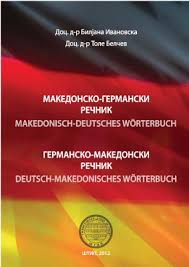 Доц. д-р Билјана Ивановска
Доц. д-р Толе Белчев
МАКЕДОНСКО-ГЕРМАНСКИ
РЕЧНИК
MAKEDONISCH-DEUTSCHES WÖRTERBUCH
ГЕРМАНСКО-МАКЕДОНСКИ
РЕЧНИК
DEUTSCH-MAKEDONISCHES WÖRTERBUCH
ШТИП, 2012